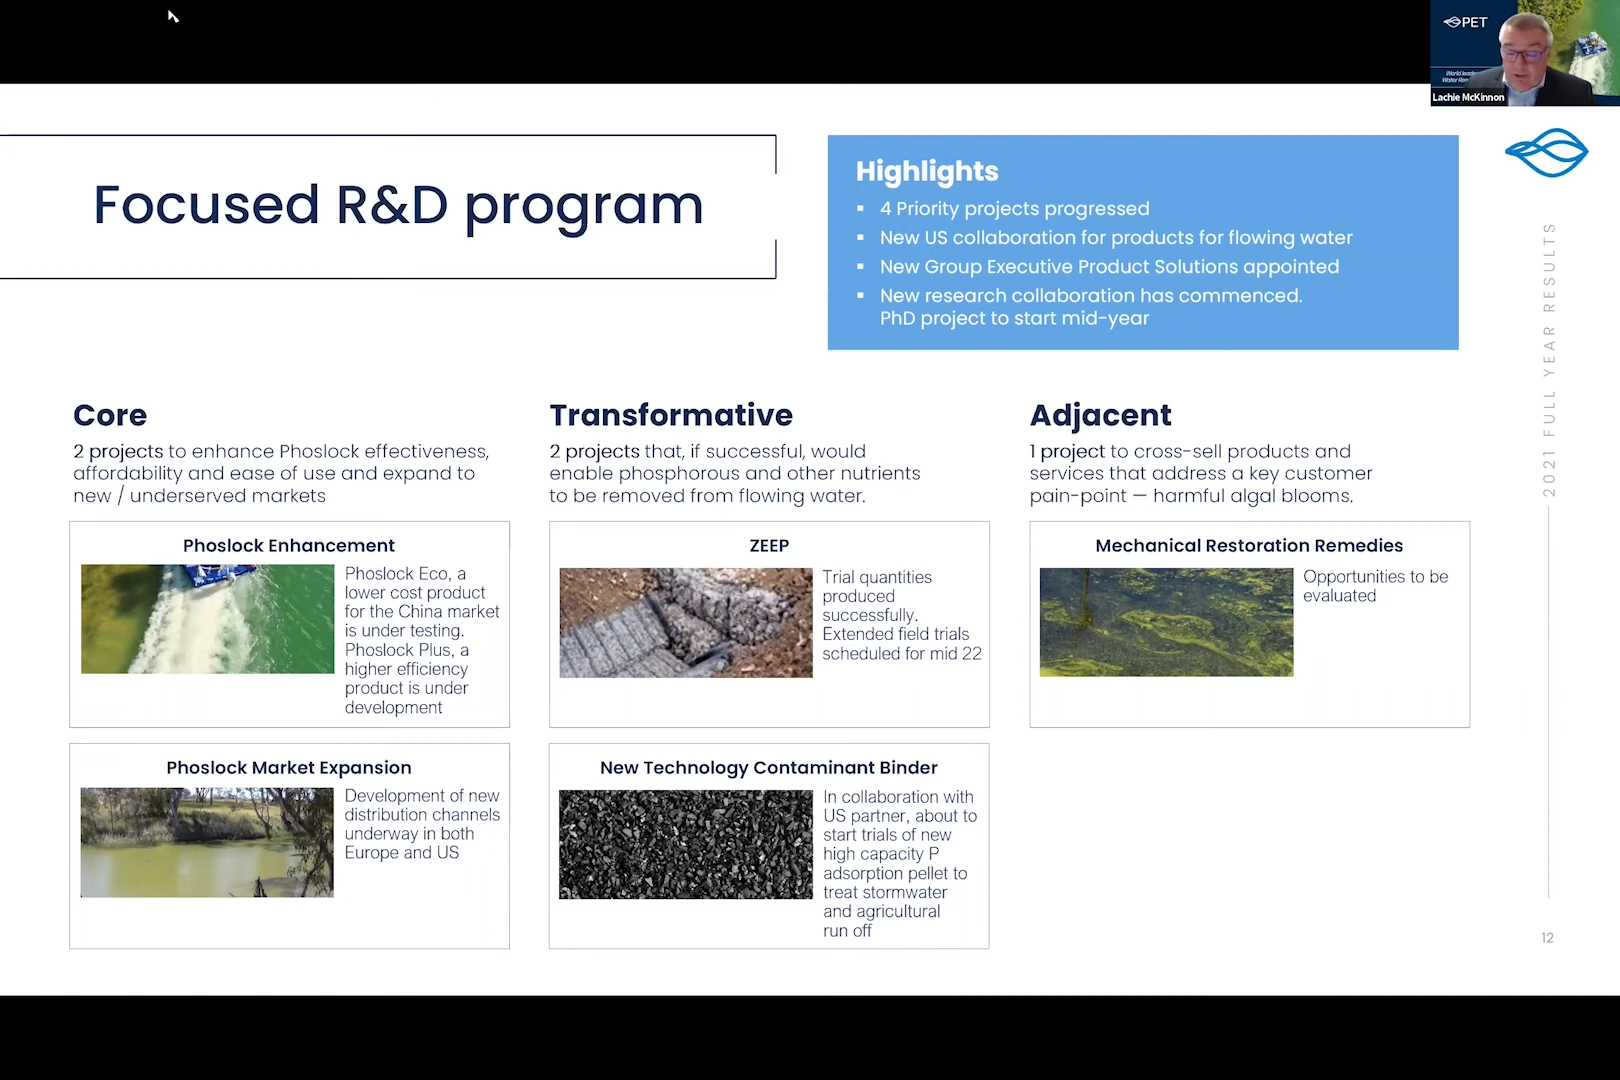 PET
Lachie McKinnon
Focused R&D program
Highlights
▪ 4 Priority projects progressed
▪ New US collaboration for products for flowing water
▪ New Group Executive Product Solutions appointed
▪ New research collaboration has commenced.
PhD project to start mid-year
2021 FULL YEAR RESULTS
Core
2 projects to enhance Phoslock effectiveness,
affordability and ease of use and expand to
new / underserved markets
Phoslock Enhancement
Phoslock Eco, a
lower cost product
for the China market
is under testing.
Phoslock Plus, a
higher efficiency
product is under
development
Phoslock Market Expansion
Development of new
distribution channels
underway in both
Europe and US
Transformative
2 projects that, if successful, would
enable phosphorous and other nutrients
to be removed from flowing water.
ZEEP
Trial quantities
produced
successfully.
Extended field trials
scheduled for mid 22
New Technology Contaminant Binder
In collaboration with
US partner, about to
start trials of new
high capacity P
adsorption pellet to
treat stormwater
and agricultural
run off
Adjacent
1 project to cross-sell products and
services that address a key customer
pain-point — harmful algal blooms.
Mechanical Restoration Remedies
Opportunities to be
evaluated
12